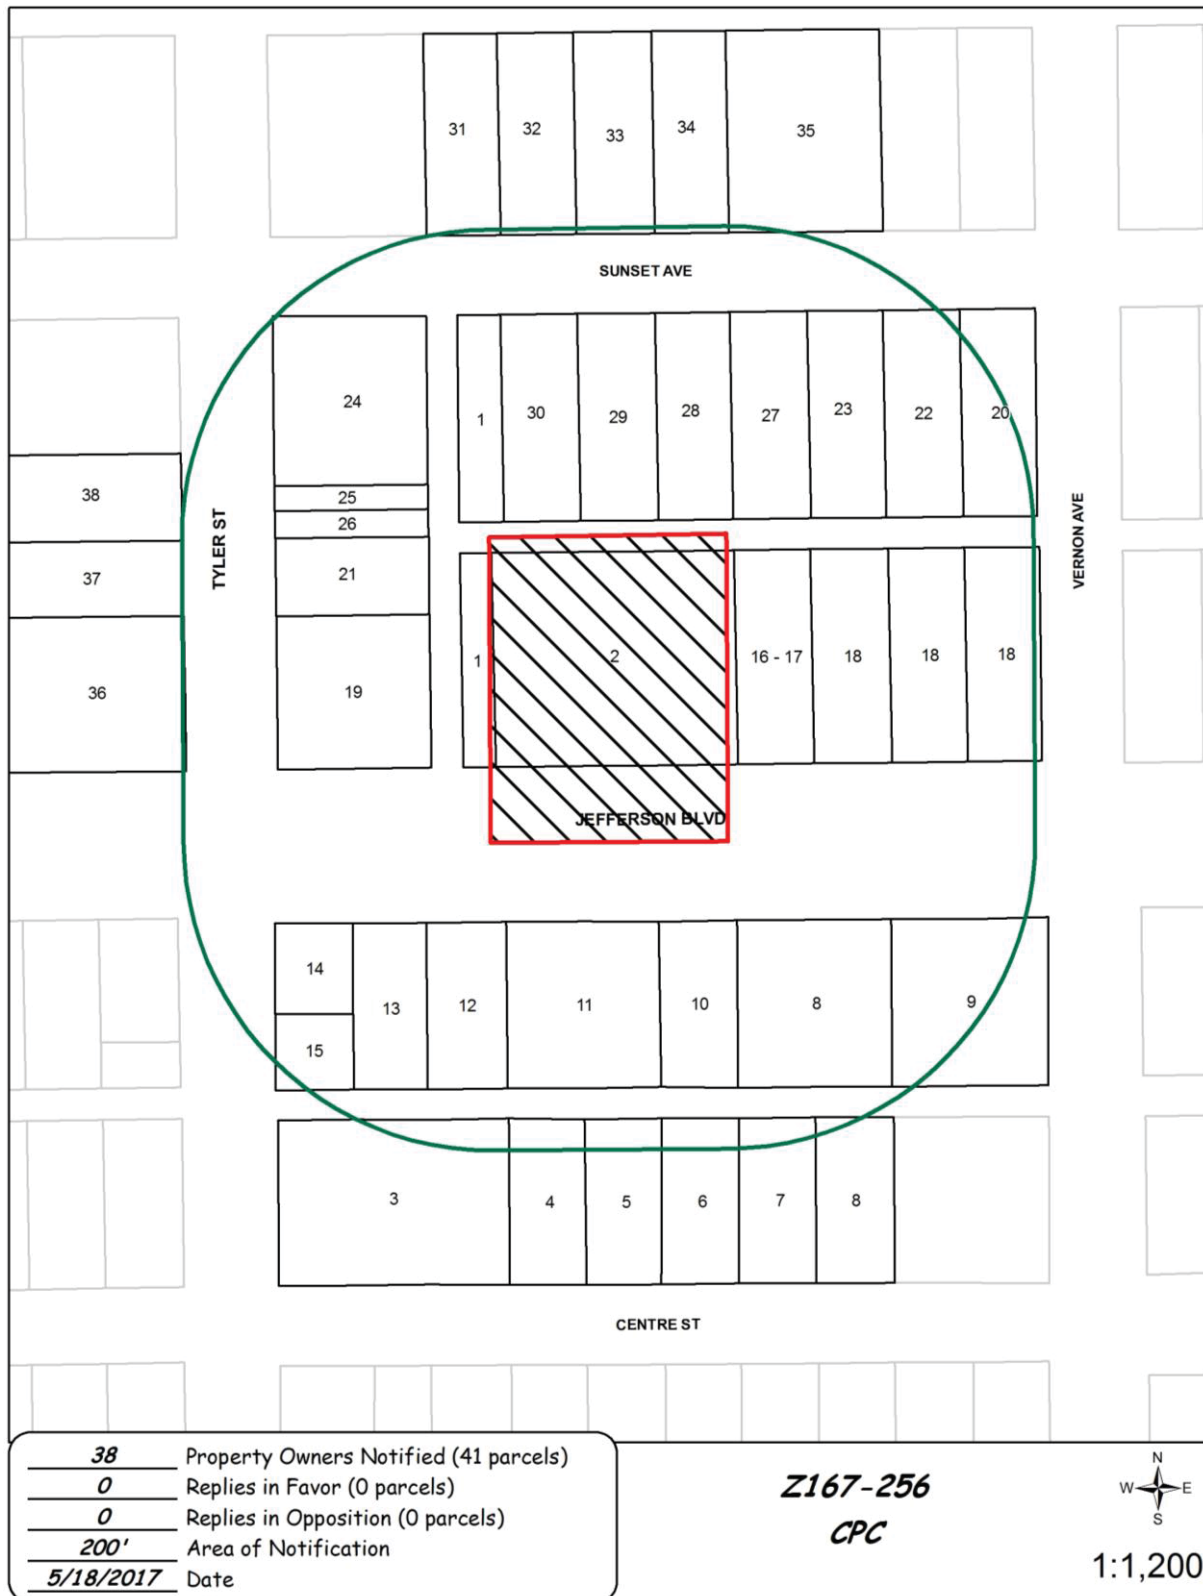 31 32 33 34 35
SUNSET AVE
24 1 30 29 28 27 23 22 20
38 25
26
TYLER ST
VERNON AVE
37 21
36 19 1 2 16 - 17 18 18 18
JEFFERSON BLVD
14 13 12 11 10 8 9
15
3 4 5 6 7 8
CENTRE ST
38 Property Owners Notified (41 parcels)
0 Replies in Favor (0 parcels)
0 Replies in Opposition (0 parcels)
200' Area of Notification
5/18/2017 Date
Z167-256
CPC
N
W E
S
1:1,200